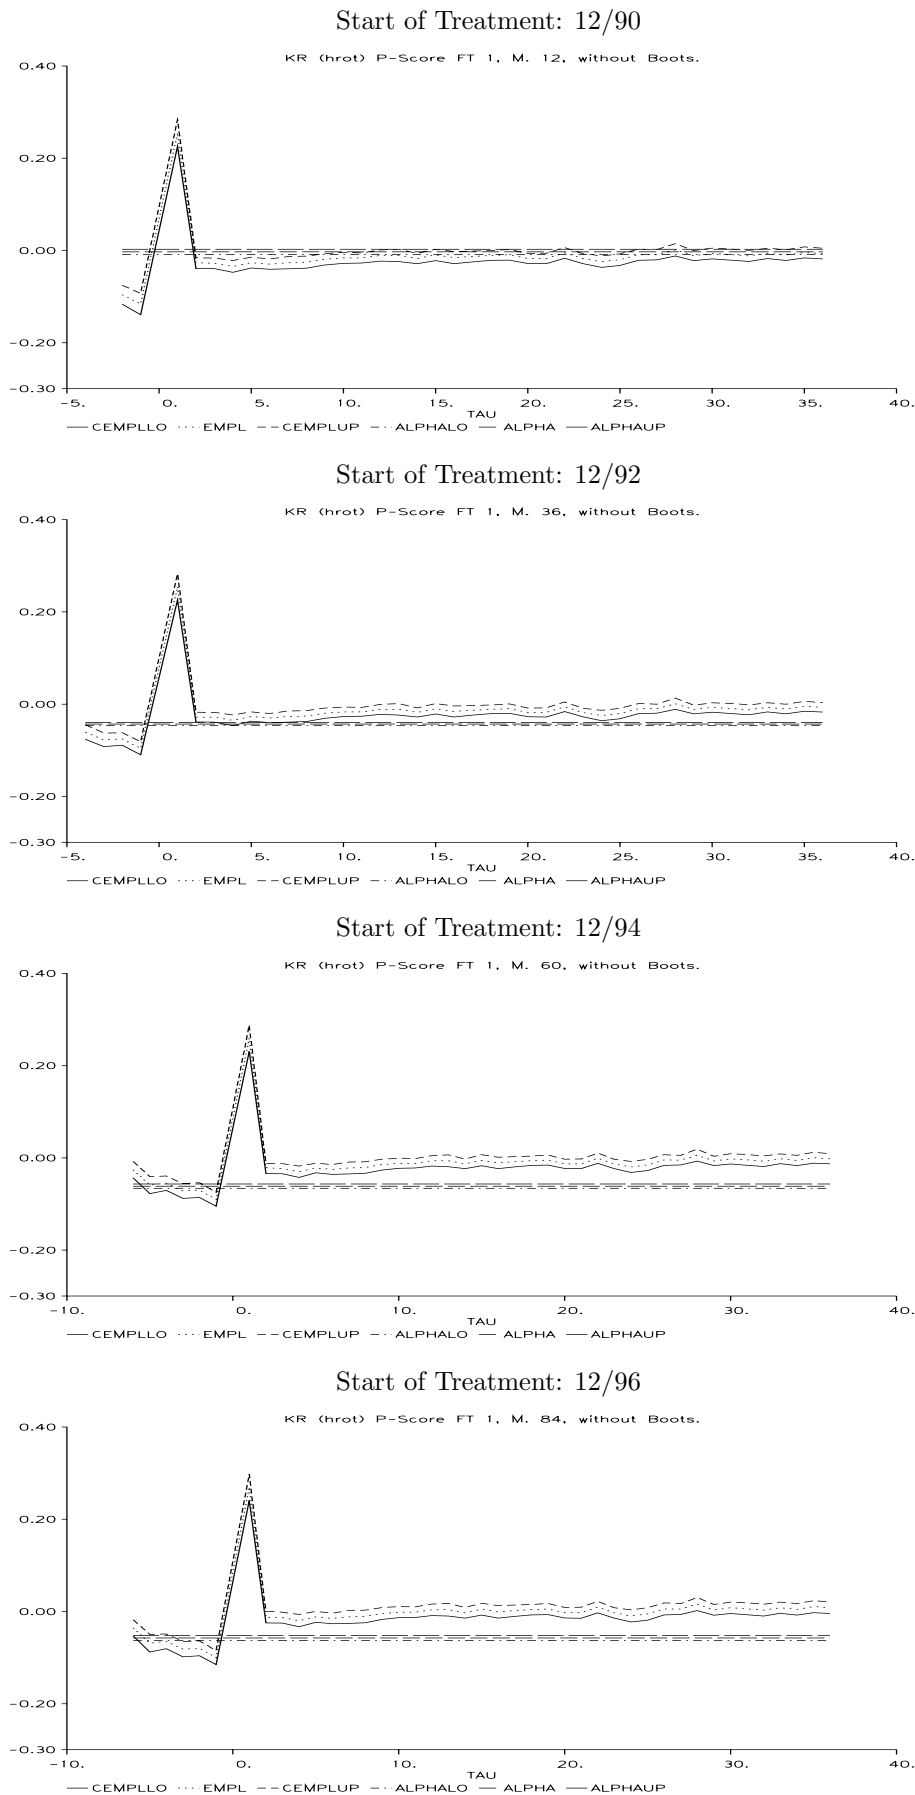 Start of Treatment: 12/90
KR (hrot) P-Score FT 1, M. 12, without Boots.
0.40
0.20
0.00
-0.20
-0.30
-5. 0. 5. 10. 15. 20. 25. 30. 35. 40.
TAU
CEMPLLO EMPL CEMPLUP ALPHALO ALPHA ALPHAUP
Start of Treatment: 12/92
KR (hrot) P-Score FT 1, M. 36, without Boots.
0.40
0.20
0.00
-0.20
-0.30
-5. 0. 5. 10. 15. 20. 25. 30. 35. 40.
TAU
CEMPLLO EMPL CEMPLUP ALPHALO ALPHA ALPHAUP
Start of Treatment: 12/94
KR (hrot) P-Score FT 1, M. 60, without Boots.
0.40
0.20
0.00
-0.20
-0.30
-10. 0. 10. 20. 30. 40.
TAU
CEMPLLO EMPL CEMPLUP ALPHALO ALPHA ALPHAUP
Start of Treatment: 12/96
KR (hrot) P-Score FT 1, M. 84, without Boots.
0.40
0.20
0.00
-0.20
-0.30
-10. 0. 10. 20. 30. 40.
TAU
CEMPLLO EMPL CEMPLUP ALPHALO ALPHA ALPHAUP